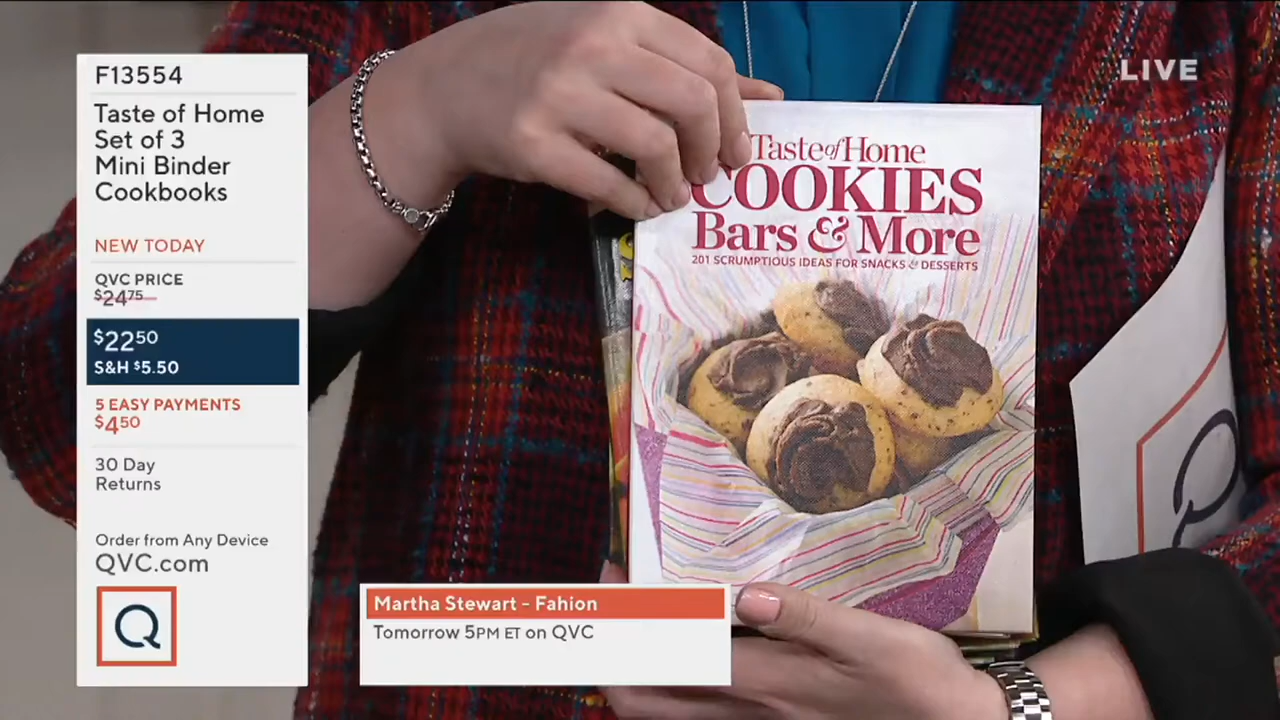 F13554
Taste of Home
Set of 3
Mini Binder
Cookbooks
NEW TODAY
QVC PRICE
$24.75
$22.50
S&H $5.50
5 EASY PAYMENTS
$4.50
30 Day
Returns
Order from Any Device
QVC.com
Q
LIVE
Taste of Home
COOKIES
Bars & More
201 SCRUMPTIOUS IDEAS FOR SNACKS & DESSERTS
Q
Martha Stewart - Fahion
Tomorrow 5PM ET on QVC